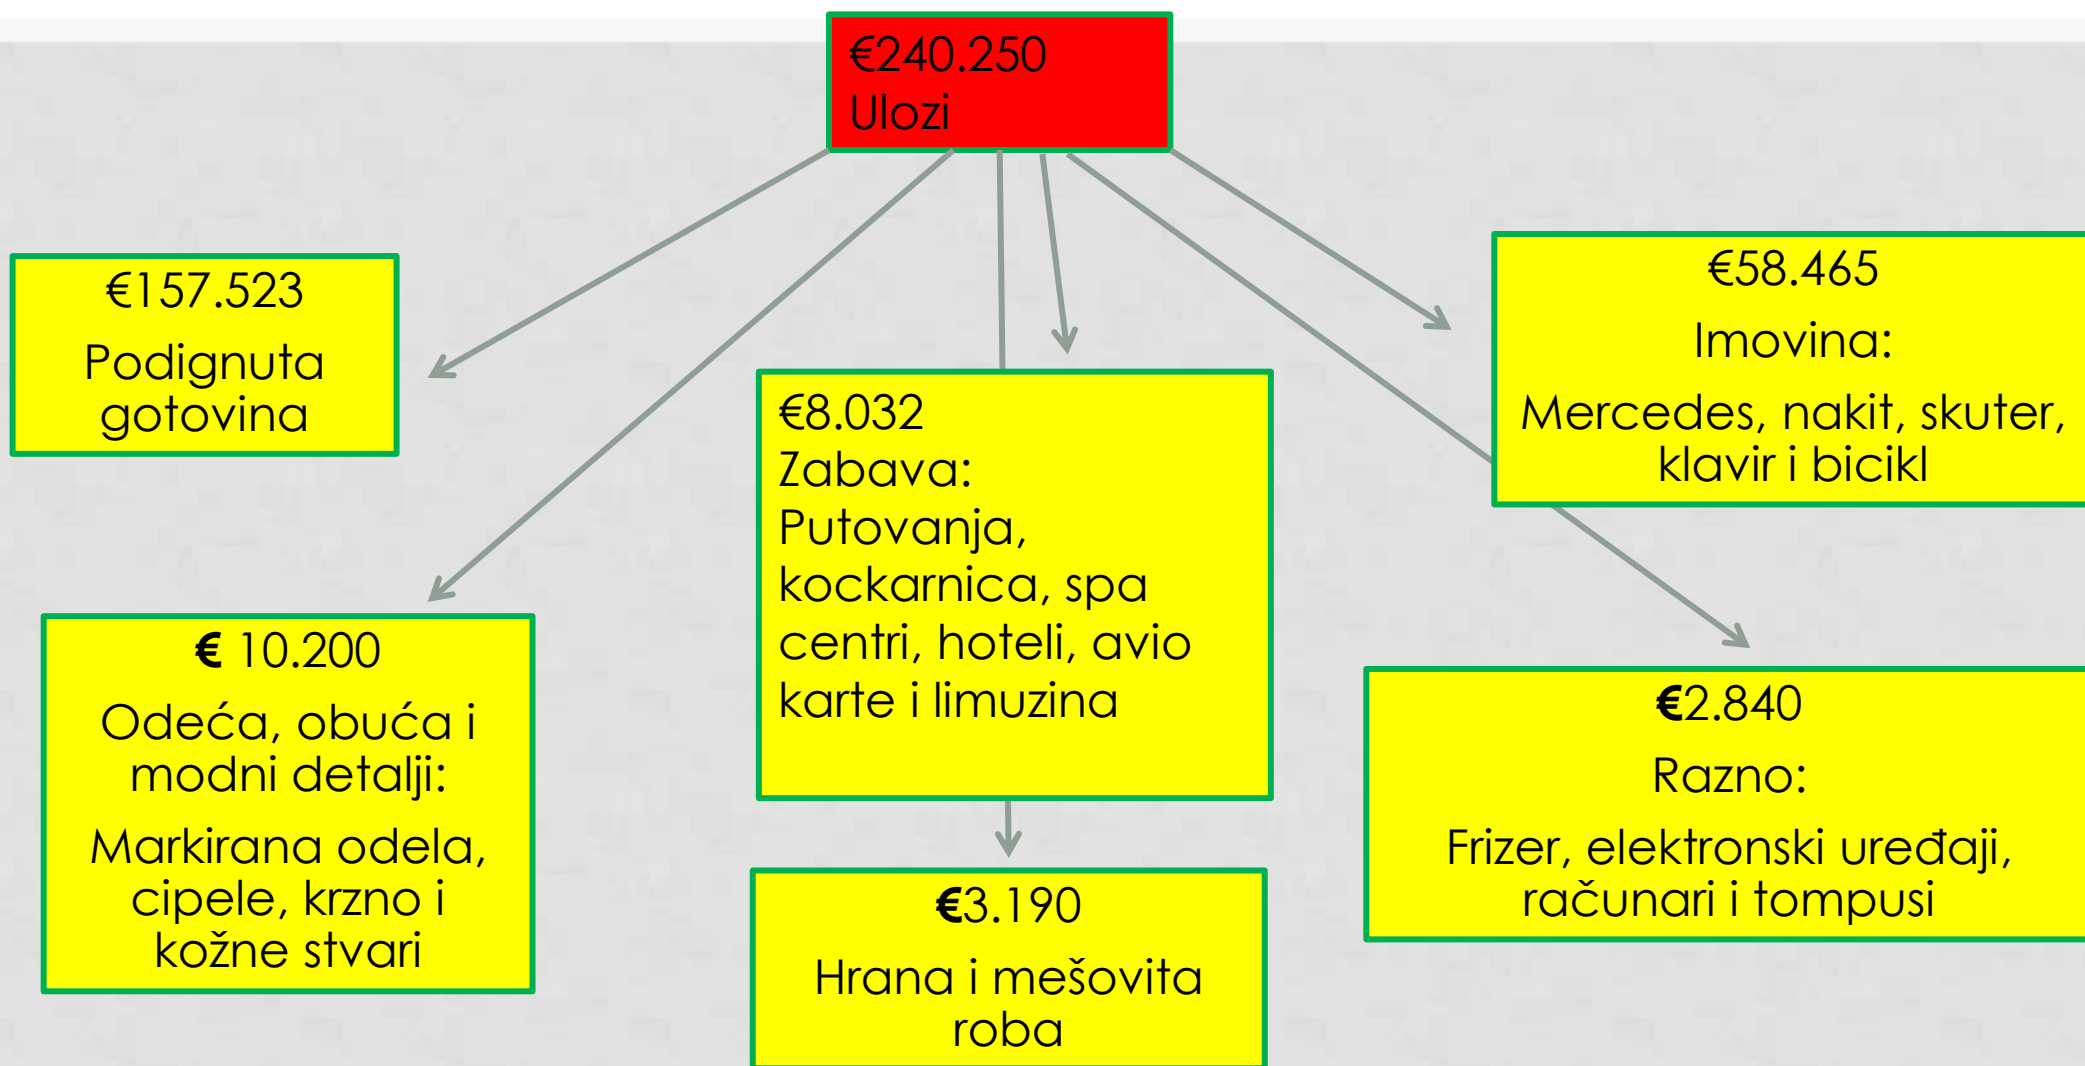 €240.250
Ulozi
€157.523
Podignuta
gotovina
€58.465
Imovina:
Mercedes, nakit, skuter,
klavir i bicikl
€8.032
Zabava:
Putovanja,
kockarnica, spa
centri, hoteli, avio
karte i limuzina
€ 10.200
Odeća, obuća i
modni detalji:
Markirana odela,
cipele, krzno i
kožne stvari
€2.840
Razno:
Frizer, elektronski uređaji,
računari i tompusi
€3.190
Hrana i mešovita
roba